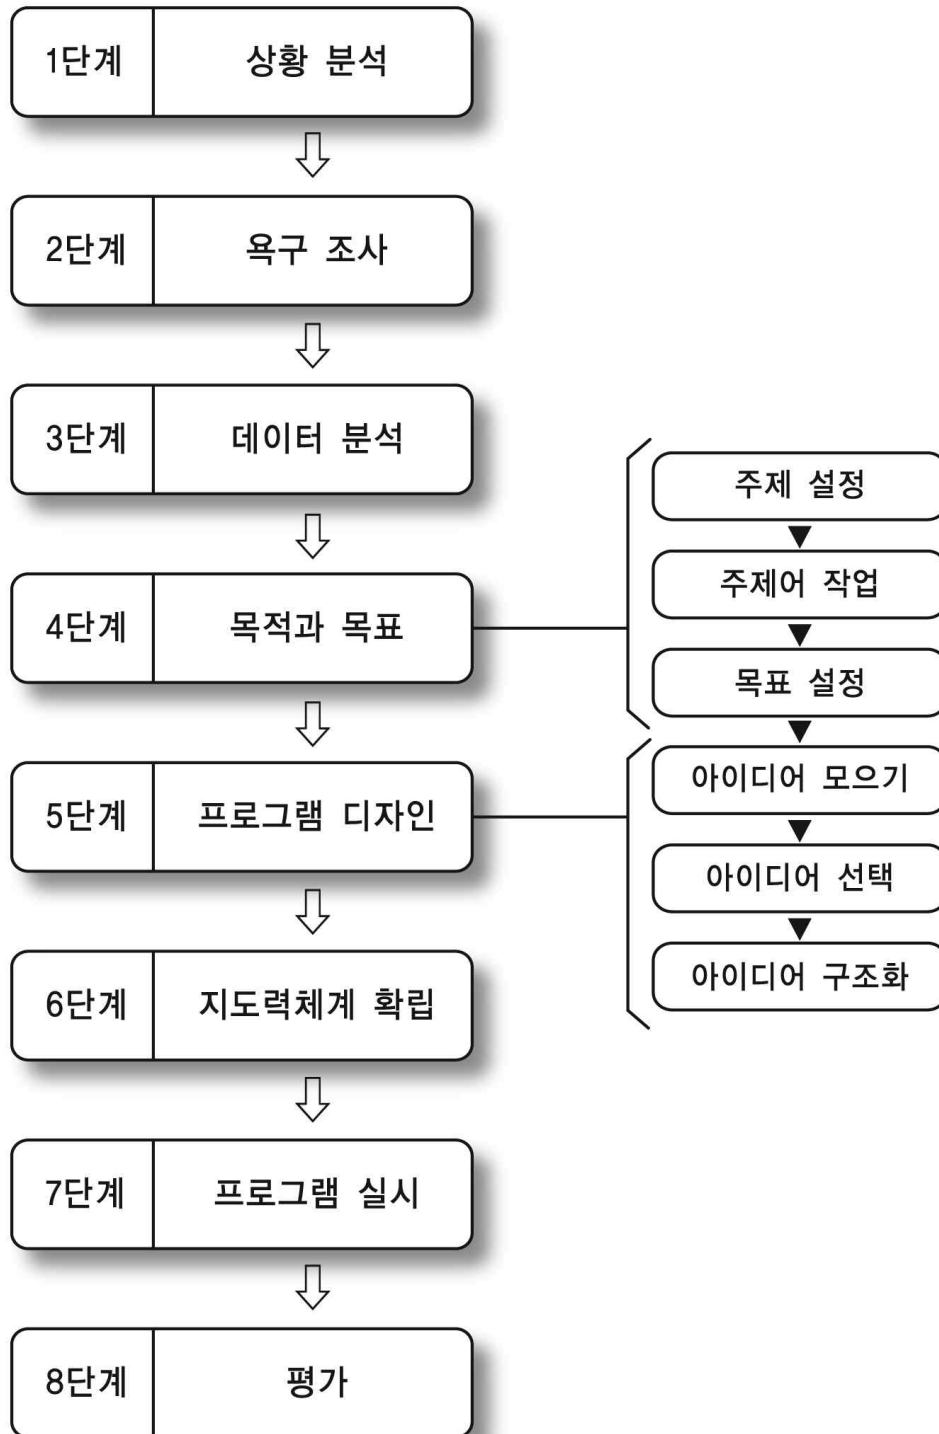 1단계 상황 분석
2단계 욕구 조사
3단계 데이터 분석
4단계 목적과 목표
5단계 프로그램 디자인
6단계 지도력체계 확립
7단계 프로그램 실시
8단계 평가
주제 설정
주제어 작업
목표 설정
아이디어 모으기
아이디어 선택
아이디어 구조화